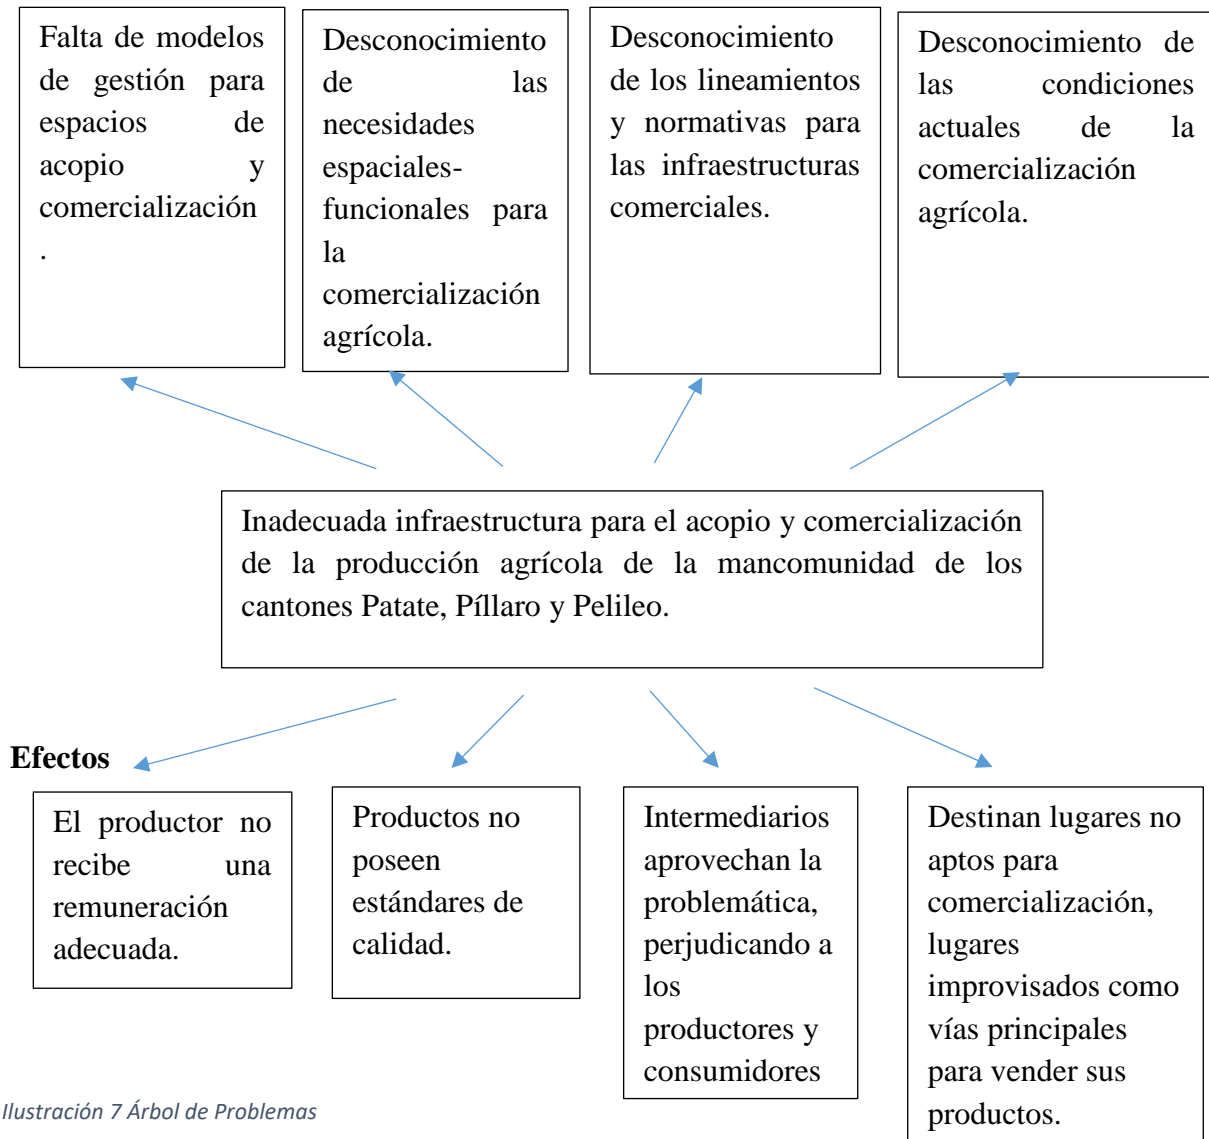 Falta de modelos
de gestión para
espacios de
acopio y
comercialización
.
Desconocimiento
de las
necesidades
espaciales-
funcionales para
la
comercialización
agrícola.
Desconocimiento
de los lineamientos
y normativas para
las infraestructuras
comerciales.
Desconocimiento de
las condiciones
actuales de la
comercialización
agrícola.
Inadecuada infraestructura para el acopio y comercialización
de la producción agrícola de la mancomunidad de los
cantones Patate, Píllaro y Pelileo.
Efectos
El productor no
recibe una
remuneración
adecuada.
Productos no
poseen
estándares de
calidad.
Intermediarios
aprovechan la
problemática,
perjudicando a
los
productores y
consumidores
Destinan lugares no
aptos para
comercialización,
lugares
improvisados como
vías principales
para vender sus
productos.
Ilustración 7 Árbol de Problemas